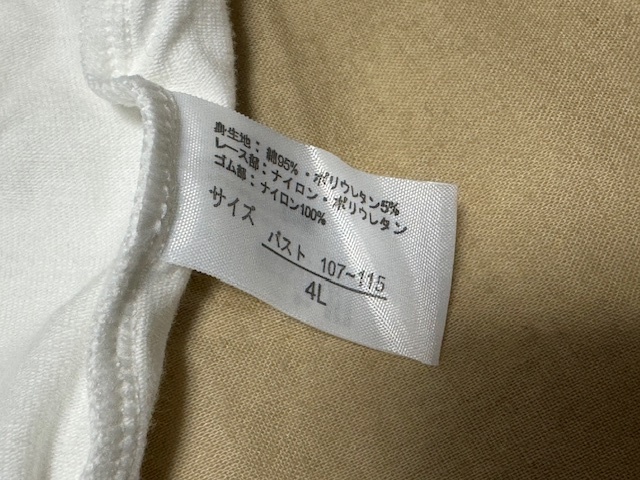 身生地：綿95%・ポリウレタン5%
レース部：ナイロン・ポリウレタン
ゴム部：ナイロン100%
サイズ
バスト 107~115
4L